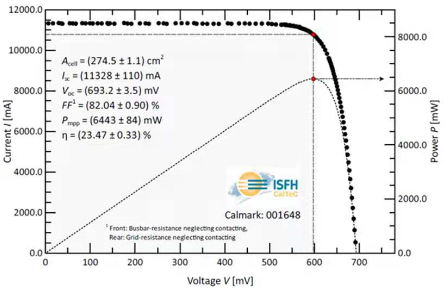 12000.0
10000.0
8000.0
6000.0
4000.0
2000.0
0.0
Current I [mA]
A_cell = (274.5 ± 1.1) cm²
I_sc = (11328 ± 110) mA
V_oc = (693.2 ± 3.5) mV
FF¹ = (82.04 ± 0.90) %
P_mpp = (6443 ± 84) mW
η = (23.47 ± 0.33) %
ISFH
CalTeC
Calmark: 001648
¹ Front: Busbar-resistance neglecting contacting,
Rear: Grid-resistance neglecting contacting
8000.0
6000.0
4000.0
2000.0
0.0
Power P [mW]
0 100 200 300 400 500 600 700
Voltage V [mV]